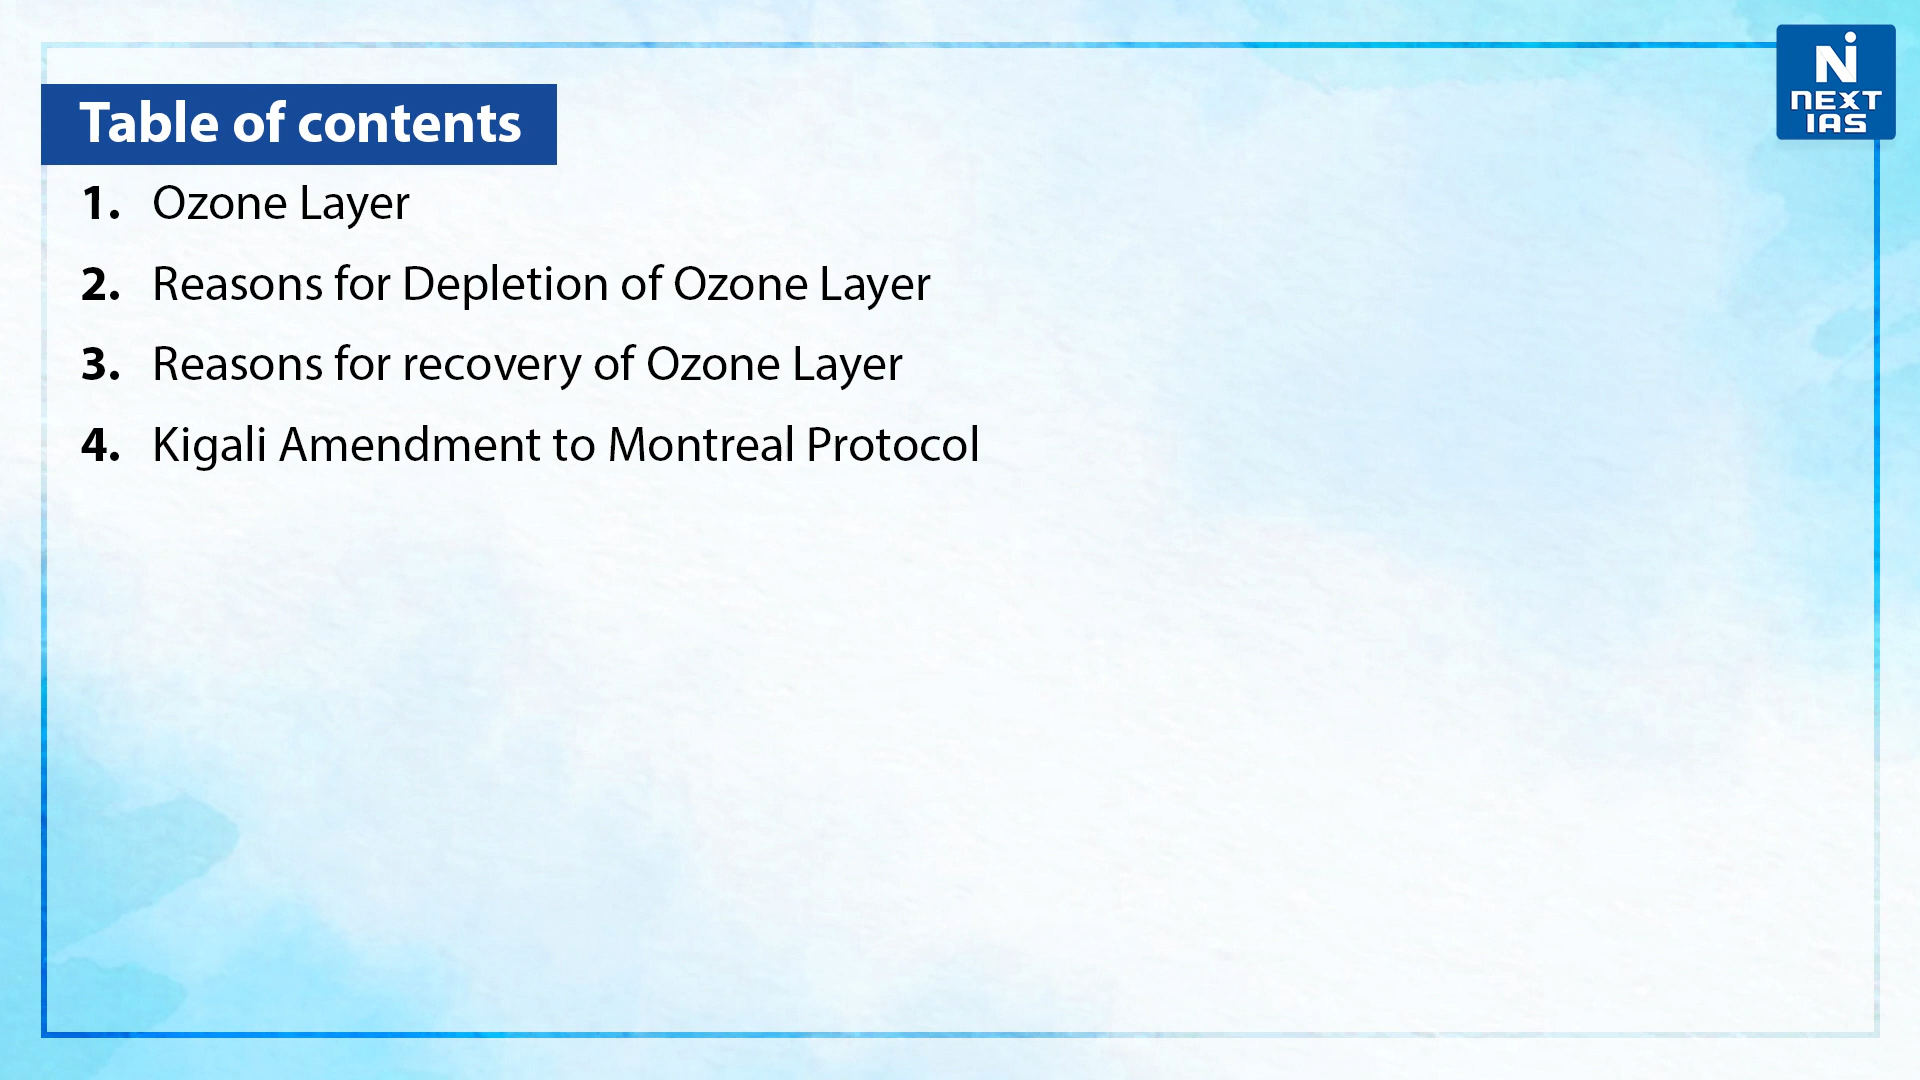 Table of contents
1. Ozone Layer
2. Reasons for Depletion of Ozone Layer
3. Reasons for recovery of Ozone Layer
4. Kigali Amendment to Montreal Protocol
N
NEXT
IAS